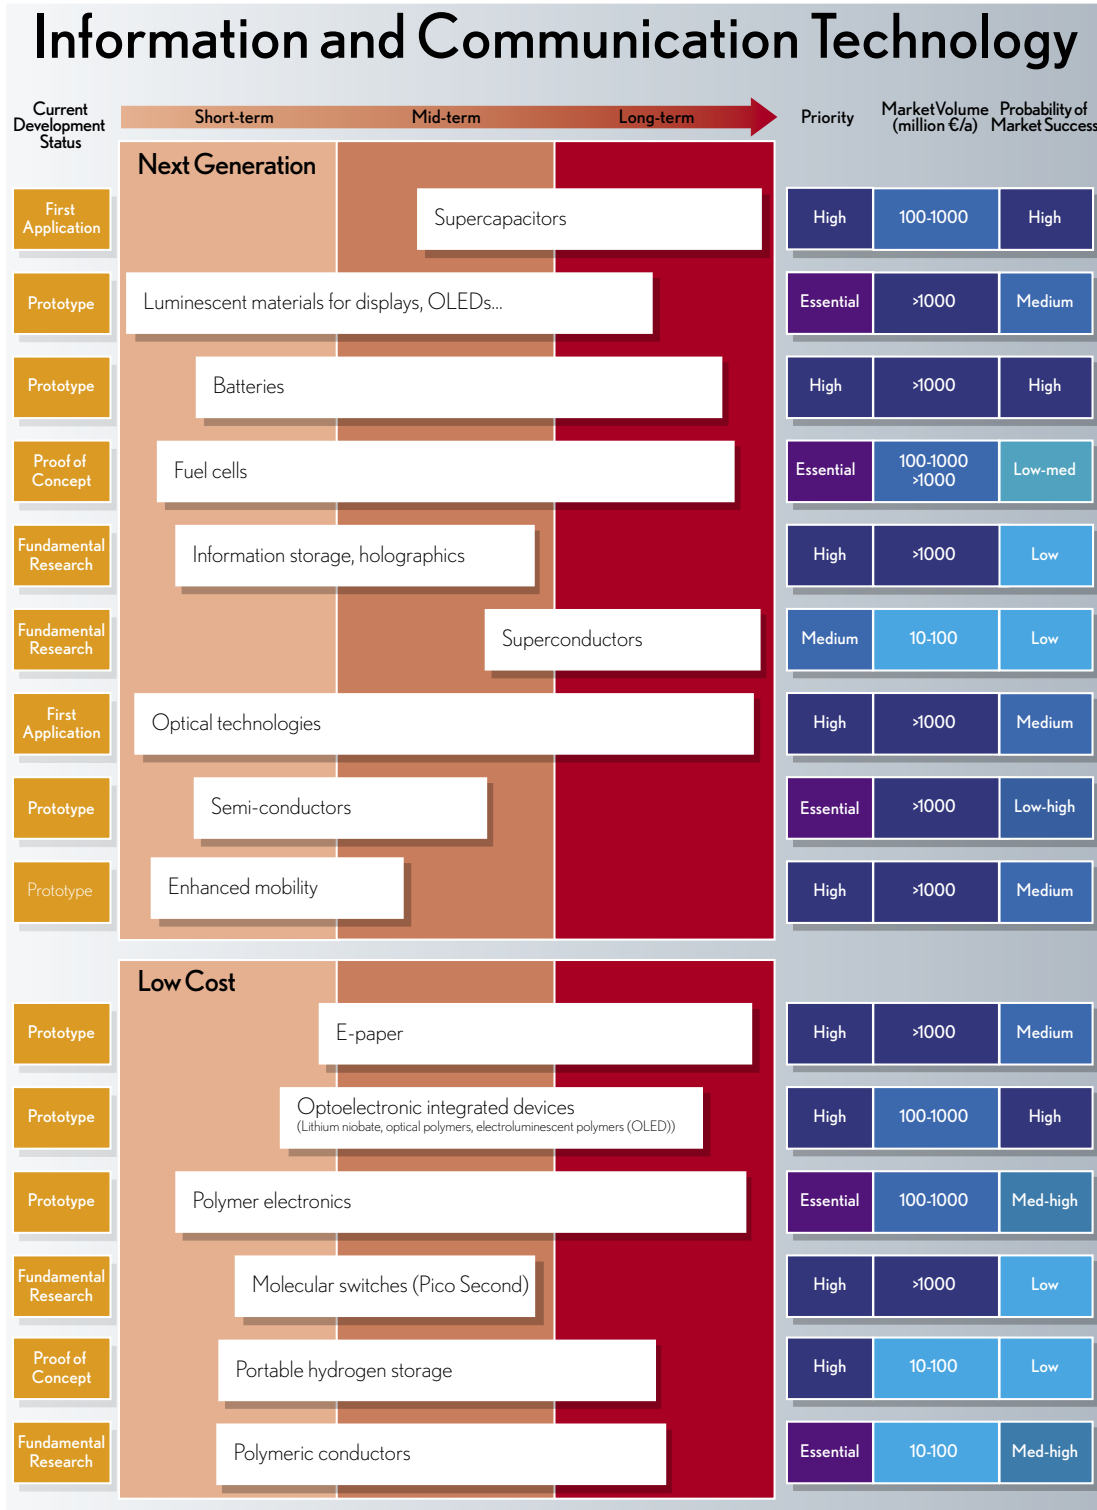 Information and Communication Technology
Current
Development
Status
Short-term
Mid-term
Long-term
Priority
Market Volume
(million €/a)
Probability of
Market Success
Next Generation
First
Application
Supercapacitors
High
100-1000
High
Prototype
Luminescent materials for displays, OLEDs...
Essential
>1000
Medium
Prototype
Batteries
High
>1000
High
Proof of
Concept
Fuel cells
Essential
100-1000
>1000
Low-med
Fundamental
Research
Information storage, holographics
High
>1000
Low
Fundamental
Research
Superconductors
Medium
10-100
Low
First
Application
Optical technologies
High
>1000
Medium
Prototype
Semi-conductors
Essential
>1000
Low-high
Prototype
Enhanced mobility
High
>1000
Medium
Low Cost
Prototype
E-paper
High
>1000
Medium
Prototype
Optoelectronic integrated devices
(Lithium niobate, optical polymers, electroluminescent polymers (OLED))
High
100-1000
High
Prototype
Polymer electronics
Essential
100-1000
Med-high
Fundamental
Research
Molecular switches (Pico Second)
High
>1000
Low
Proof of
Concept
Portable hydrogen storage
High
10-100
Low
Fundamental
Research
Polymeric conductors
Essential
10-100
Med-high